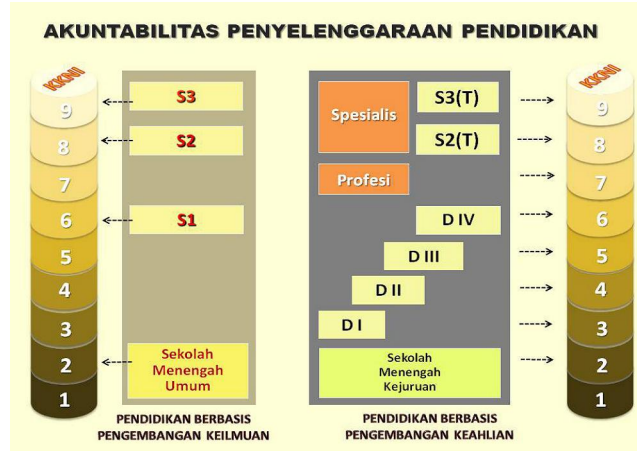 AKUNTABILITAS PENYELENGGARAAN PENDIDIKAN
KKNI
9
8
7
6
5
4
3
2
1
S3
S2
S1
Sekolah
Menengah
Umum
PENDIDIKAN BERBASIS
PENGEMBANGAN KEILMUAN
Spesialis
S3(T)
S2(T)
Profesi
D IV
D III
D II
D I
Sekolah
Menengah
Kejuruan
PENDIDIKAN BERBASIS
PENGEMBANGAN KEAHLIAN
KKNI
9
8
7
6
5
4
3
2
1